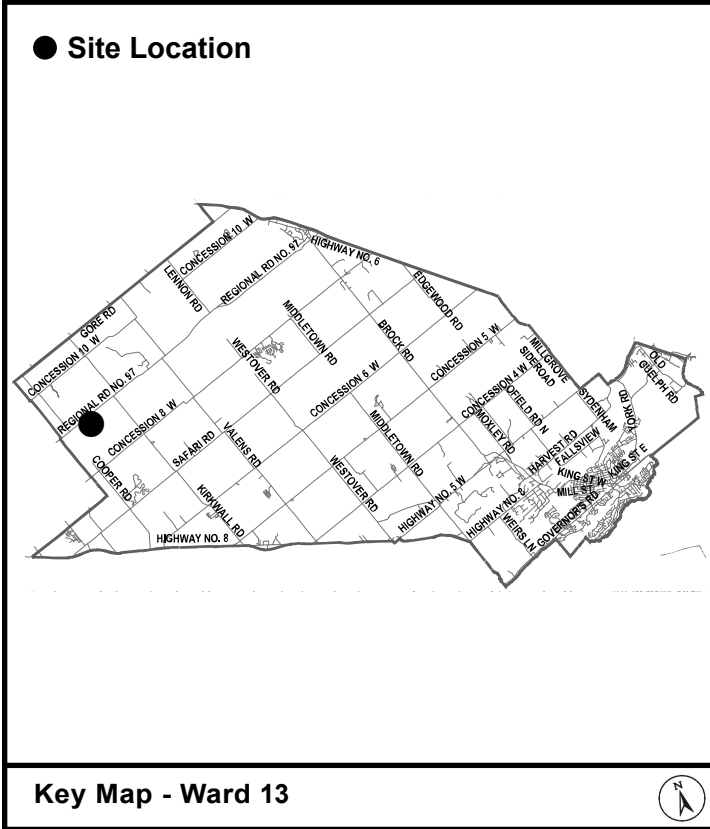 Site Location
CONCESSION 10 W
HIGHWAY NO. 6
LENNON RD
REGIONAL RD NO. 97
EDGEWOOD RD
GORE RD
MIDDLETOWN RD
BROCK RD
CONCESSION 10 W
WESTOVER RD
CONCESSION 5 W
MILLGROVE
SIDEROAD
OLD
GUELPH RD
REGIONAL RD NO. 97
CONCESSION 6 W
CONCESSION 4 W
OFIELD RD N
SYDENHAM
YORK RD
CONCESSION 8 W
VALENS RD
MIDDLETOWN RD
MOXLEY RD
HARVEST RD
FALLSVIEW
SAFARI RD
COOPER RD
WESTOVER RD
KING ST W
KING ST E
MILL ST
KIRKWALL RD
HIGHWAY NO. 5 W
HIGHWAY NO. 8
GOVERNOR'S RD
WEIRS LN
HIGHWAY NO. 8
Key Map - Ward 13
N